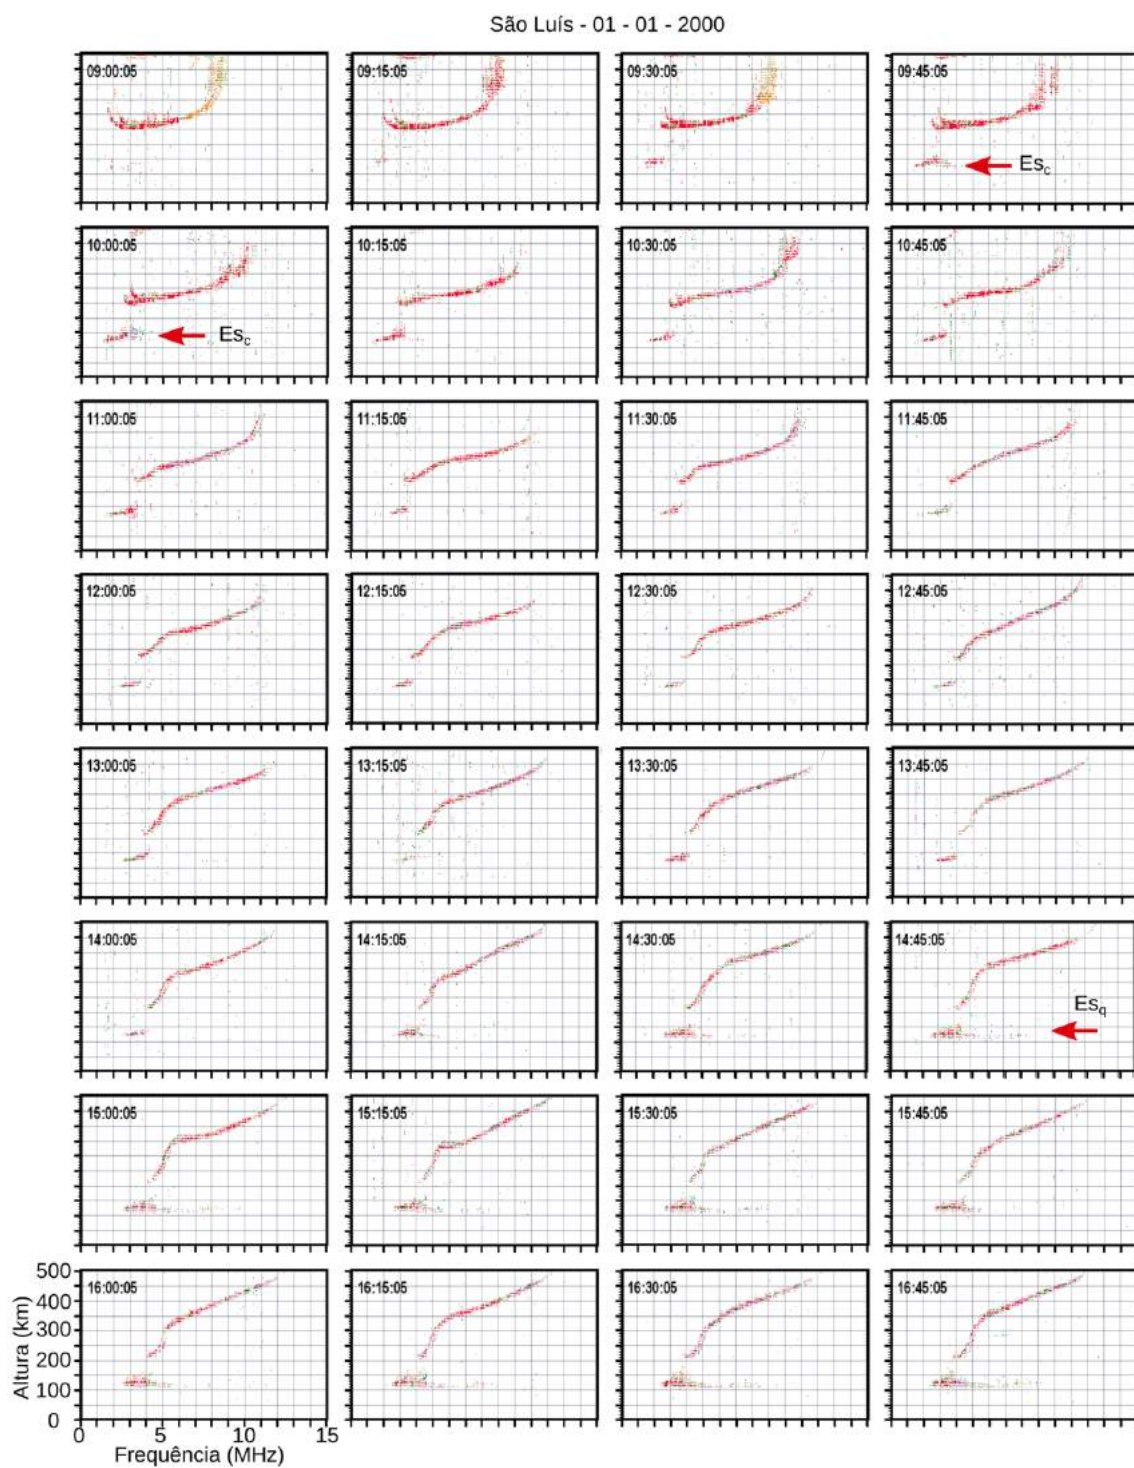 São Luís - 01 - 01 - 2000
09:00:05 09:15:05 09:30:05 09:45:05
Esc
10:00:05 10:15:05 10:30:05 10:45:05
Esc
11:00:05 11:15:05 11:30:05 11:45:05
12:00:05 12:15:05 12:30:05 12:45:05
13:00:05 13:15:05 13:30:05 13:45:05
14:00:05 14:15:05 14:30:05 14:45:05
Esq
15:00:05 15:15:05 15:30:05 15:45:05
16:00:05 16:15:05 16:30:05 16:45:05
Altura (km)
500
400
300
200
100
0
0 5 10 15
Frequência (MHz)